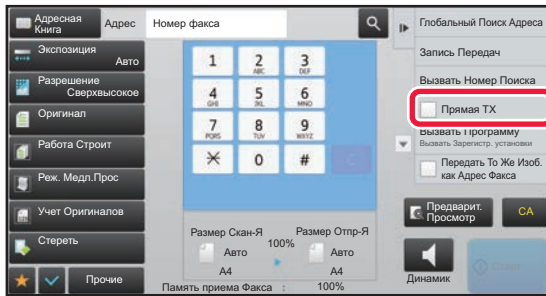 Адресная
Книга
Адрес
Номер факса
Глобальный Поиск Адреса
Экспозиция
Авто
Запись Передач
Разрешение
Сверхвысокое
Вызвать Номер Поиска
Оригинал
Прямая TX
Работа Строит
Вызвать Программу
Вызвать Зарегистр. установки
Реж. Медл.Прос
Передать То Же Изоб.
как Адрес Факса
Учет Оригиналов
Предварит.
Просмотр
CA
Стереть
Прочие
1
2
ABC
3
DEF
4
GHI
5
JKL
6
MNO
7
PQRS
8
TUV
9
WXYZ
0
#
C
Размер Скан-Я
Размер Отпр-Я
100%
Авто
Авто
A4
A4
Память приема Факса : 100%
Динамик
Старт